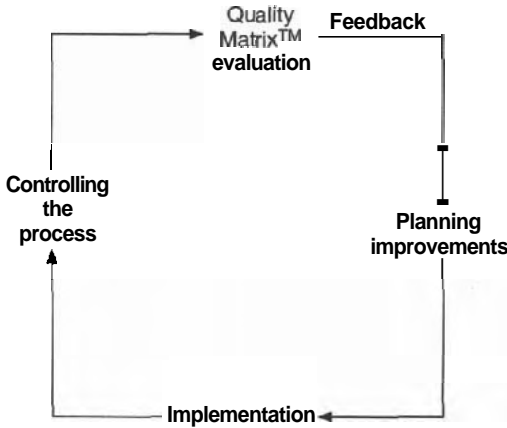 Quality
Matrix™
evaluation
Feedback
Controlling
the
process
Planning
improvements
Implementation